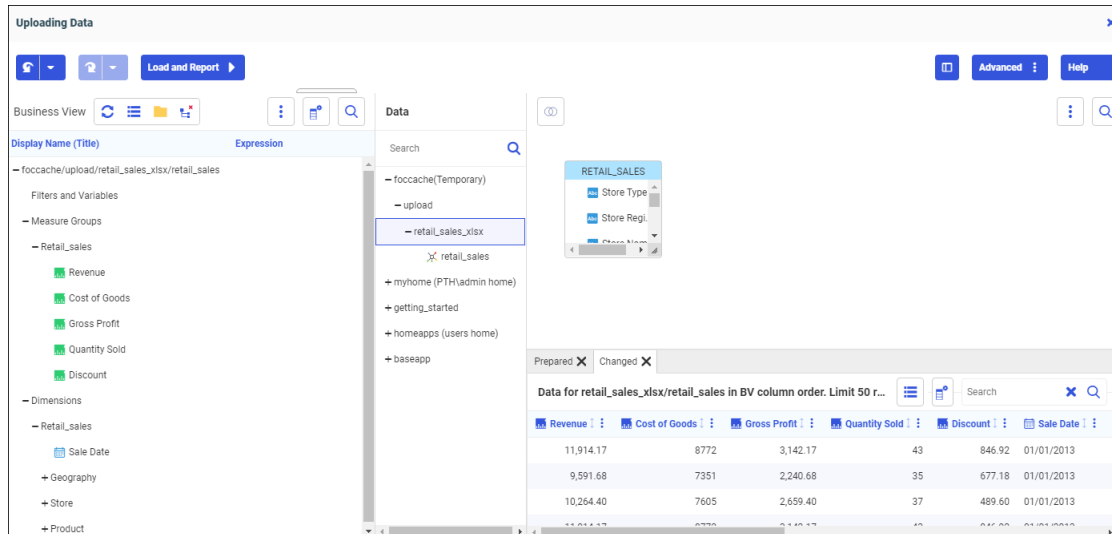 Uploading Data
Load and Report
Advanced
Help
Business View
Display Name (Title) Expression
foccache/upload/retail_sales_xlsx/retail_sales
Filters and Variables
Measure Groups
Retail_sales
Revenue
Cost of Goods
Gross Profit
Quantity Sold
Discount
Dimensions
Retail_sales
Sale Date
Geography
Store
Product
Data
Search
foccache(Temporary)
upload
retail_sales_xlsx
retail_sales
myhome (PTH\admin home)
getting_started
homeapps (users home)
baseapp
RETAIL_SALES
Abc Store Type
Abc Store Regi.
Abc Store Nam
Prepared Changed
Data for retail_sales_xlsx/retail_sales in BV column order. Limit 50 r... Search
Revenue Cost of Goods Gross Profit Quantity Sold Discount Sale Date
11,914.17 8772 3,142.17 43 846.92 01/01/2013
9,591.68 7351 2,240.68 35 677.18 01/01/2013
10,264.40 7605 2,659.40 37 489.60 01/01/2013